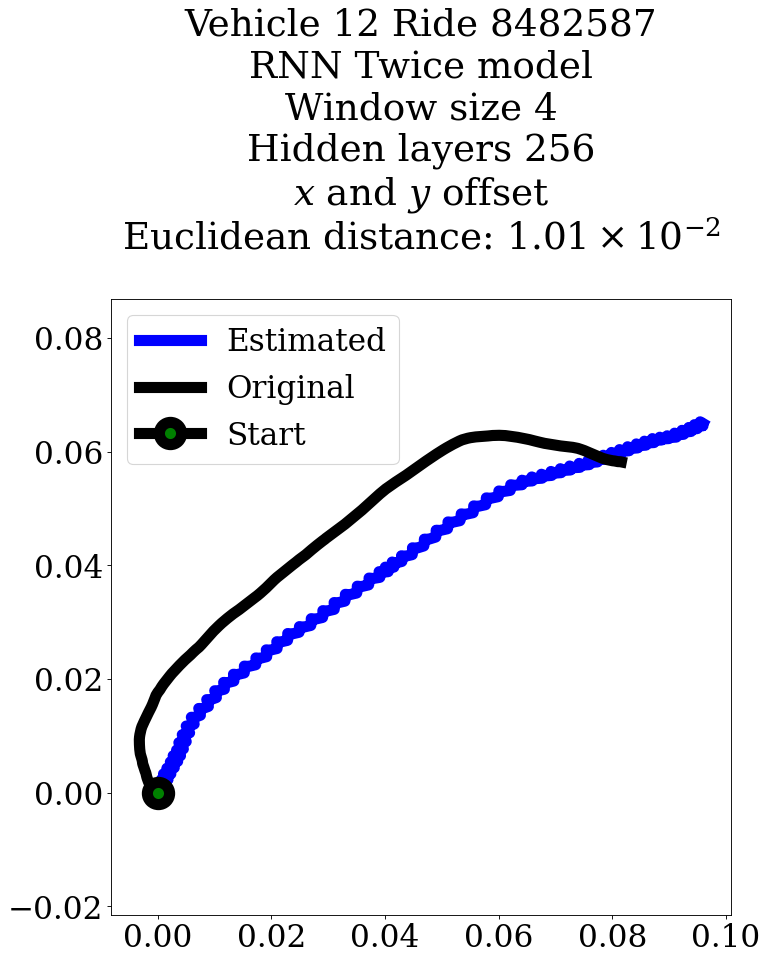 Vehicle 12 Ride 8482587
RNN Twice model
Window size 4
Hidden layers 256
x and y offset
Euclidean distance: 1.01 × 10⁻²
Estimated
Original
Start
0.08
0.06
0.04
0.02
0.00
−0.02
0.00 0.02 0.04 0.06 0.08 0.10